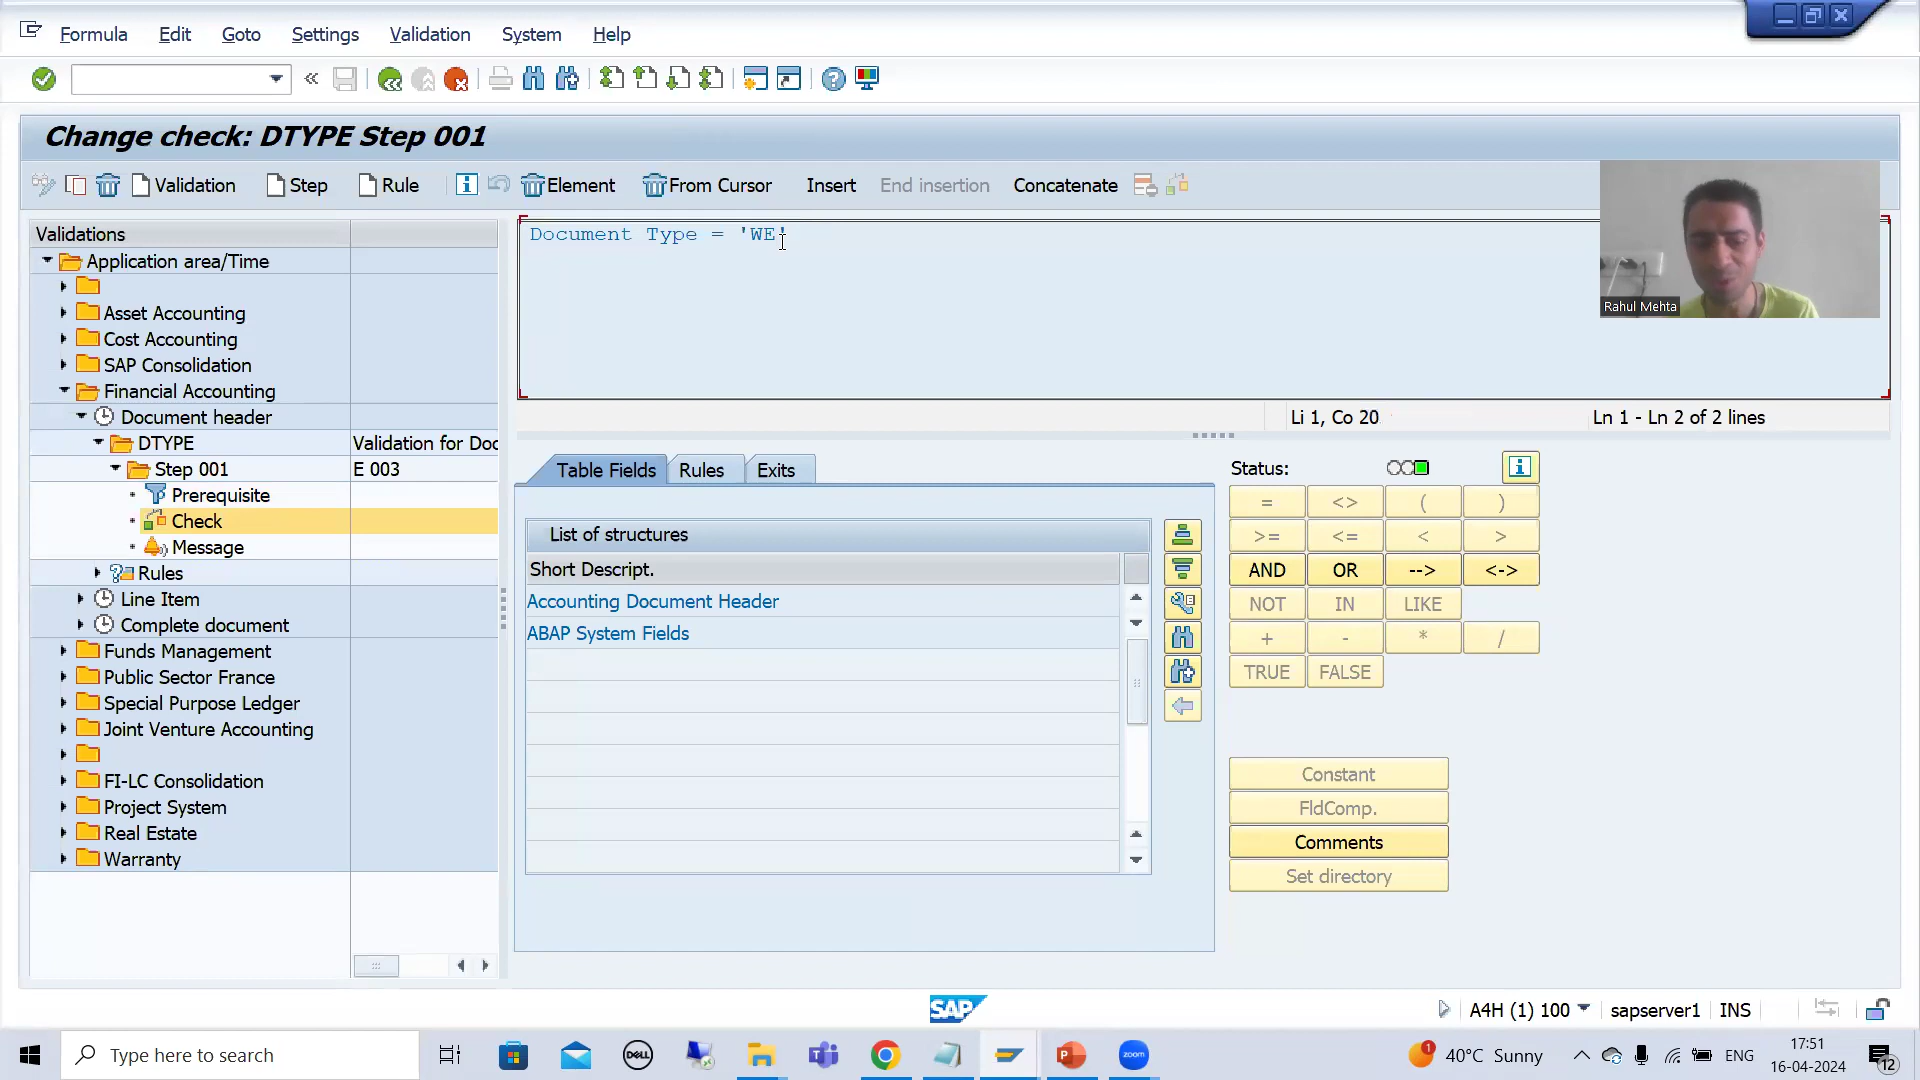 Formula Edit Goto Settings Validation System Help
Change check: DTYPE Step 001
Validation Step Rule Element From Cursor Insert End insertion Concatenate
Validations
Application area/Time
Asset Accounting
Cost Accounting
SAP Consolidation
Financial Accounting
Document header
DTYPE Validation for Doc
Step 001 E 003
Prerequisite
Check
Message
Rules
Line Item
Complete document
Funds Management
Public Sector France
Special Purpose Ledger
Joint Venture Accounting
FI-LC Consolidation
Project System
Real Estate
Warranty
Document Type = 'WE'
Rahul Mehta
Li 1, Co 20 Ln 1 - Ln 2 of 2 lines
Table Fields Rules Exits
List of structures
Short Descript.
Accounting Document Header
ABAP System Fields
Status:
= <> ( )
>= <= < >
AND OR --> <->
NOT IN LIKE
+ - * /
TRUE FALSE
Constant
FldComp.
Comments
Set directory
SAP
A4H (1) 100 sapserver1 INS
Type here to search
DELL
zoom
1
40°C Sunny
ENG
17:51
16-04-2024
12